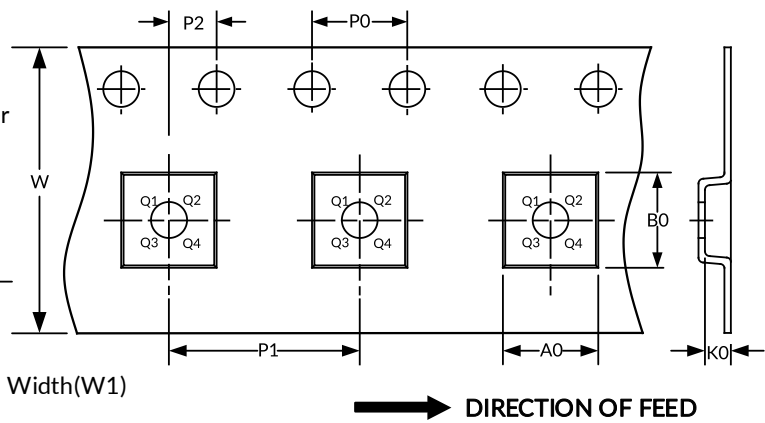 P2 P0
r
W
Q1 Q2 Q1 Q2 Q1 Q2
B0
Q3 Q4 Q3 Q4 Q3 Q4
P1 A0 K0
Width(W1)
DIRECTION OF FEED